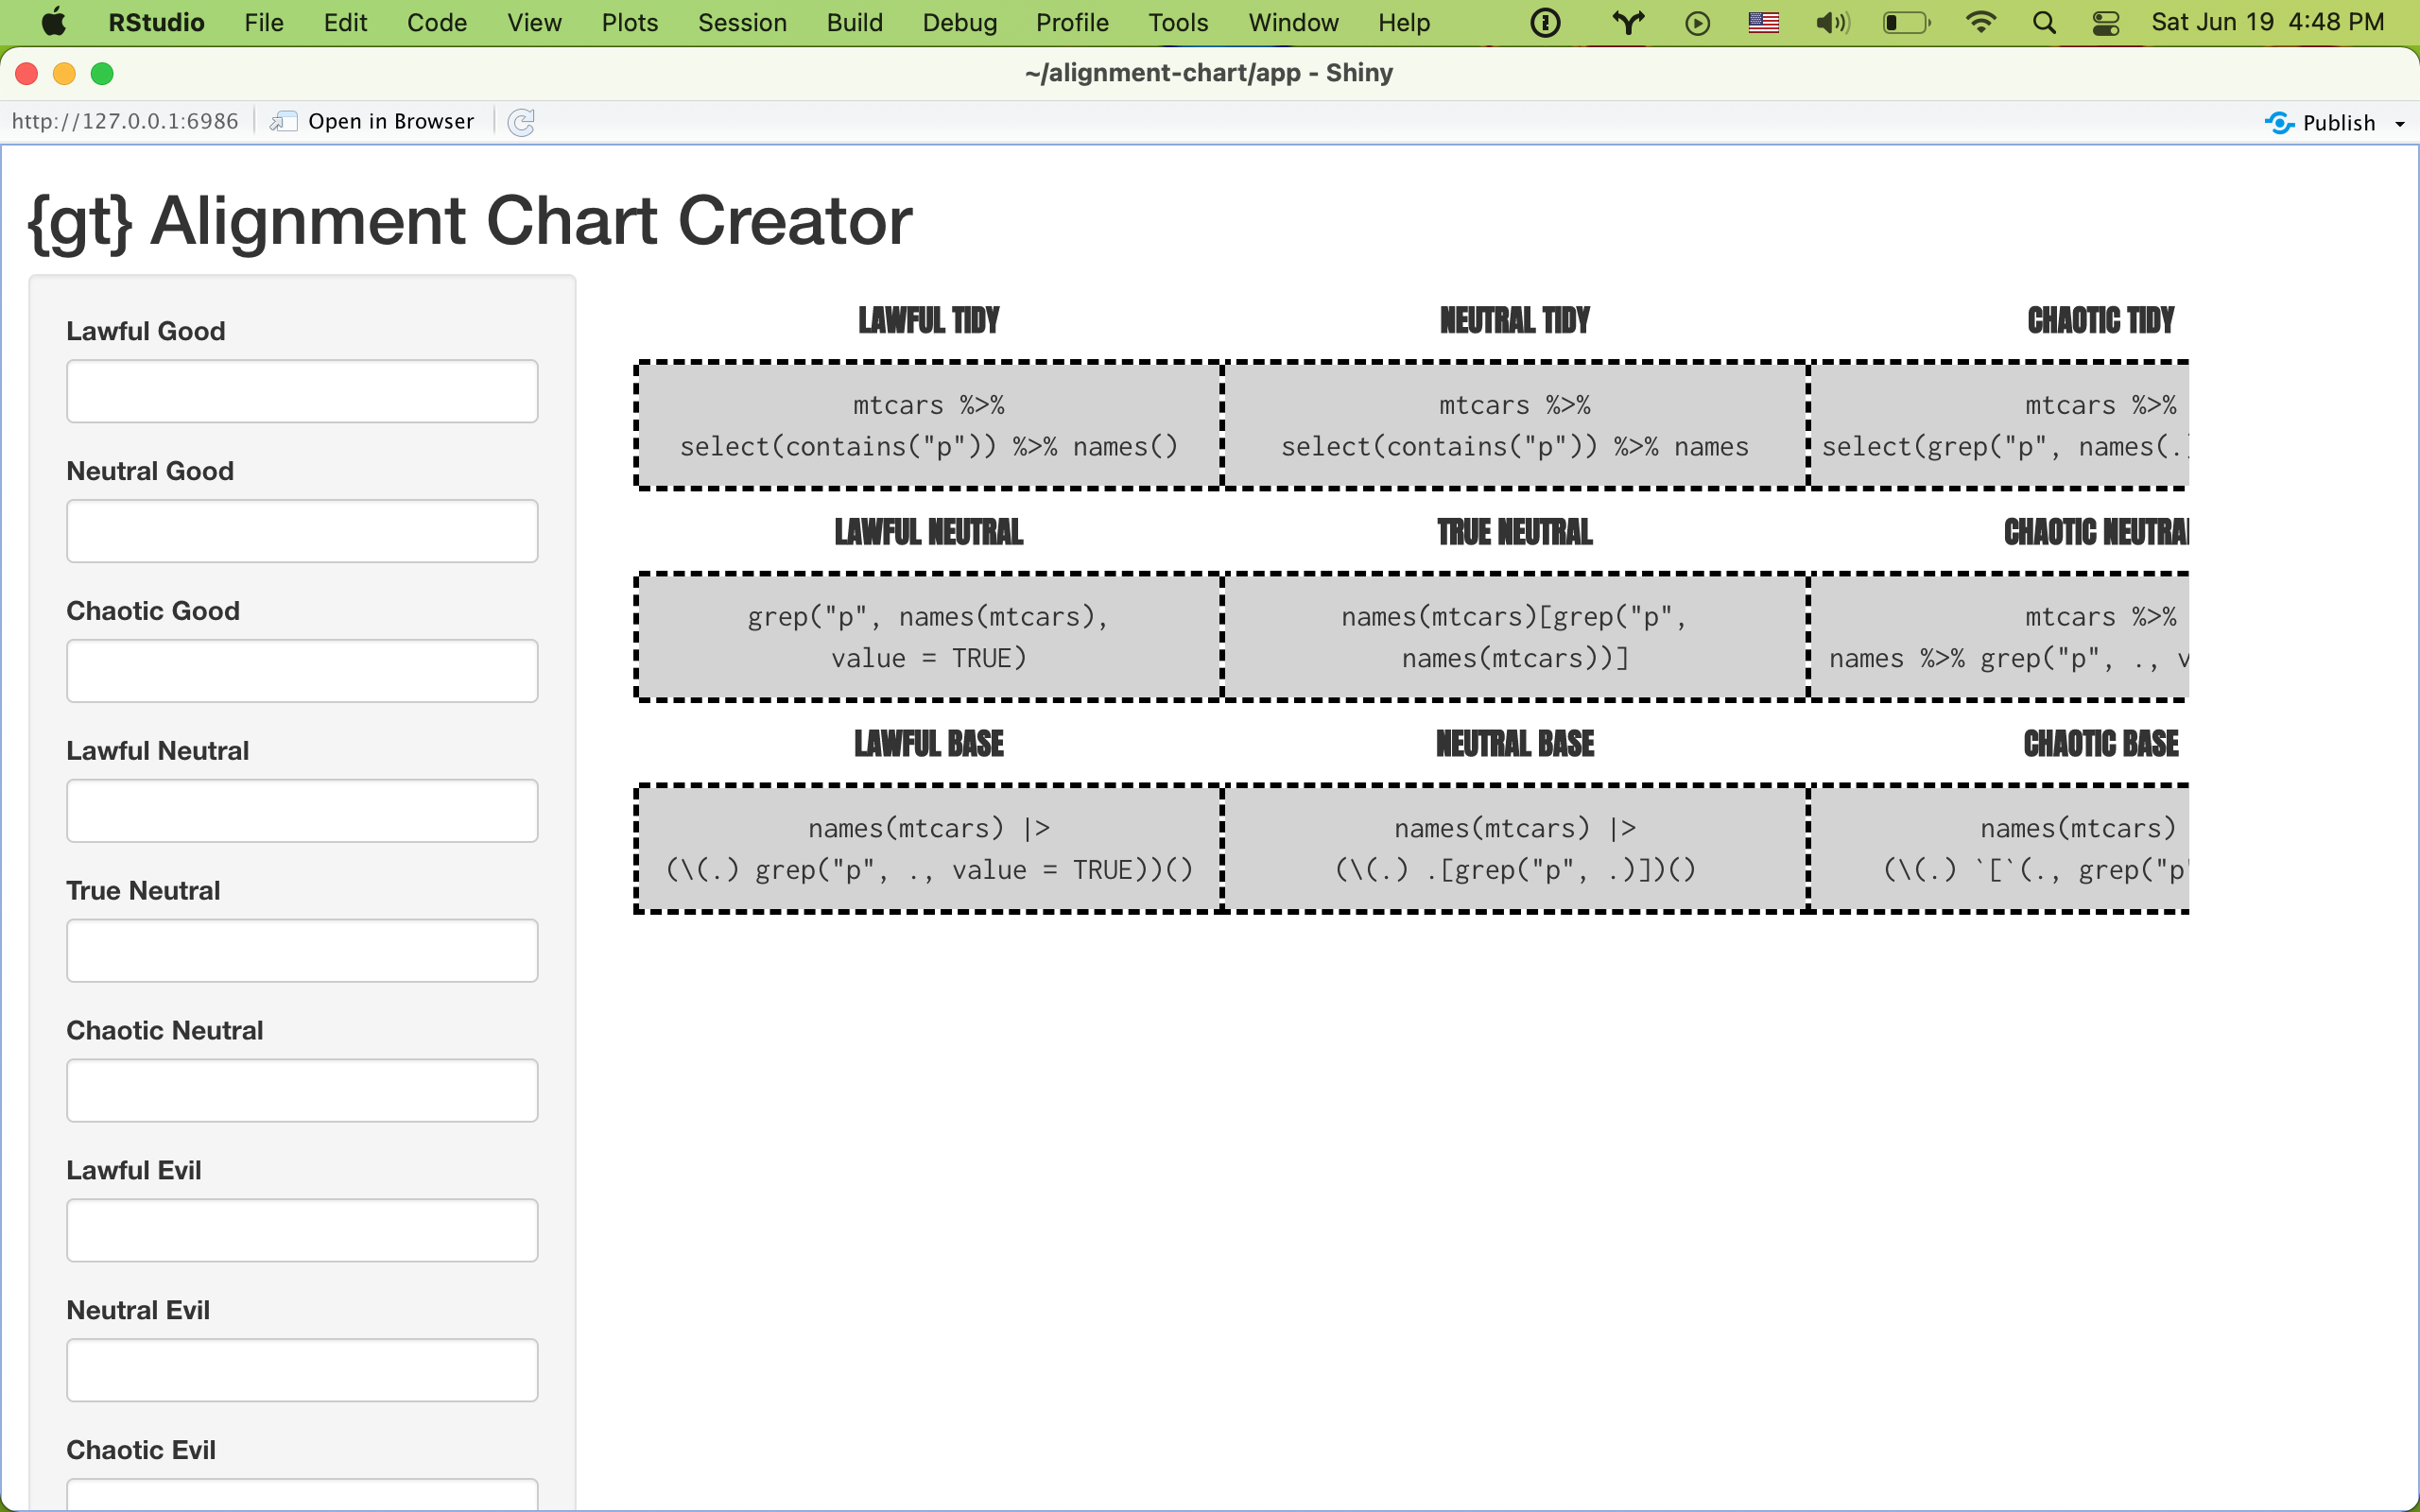 RStudio File Edit Code View Plots Session Build Debug Profile Tools Window Help Sat Jun 19 4:48 PM
~/alignment-chart/app - Shiny
http://127.0.0.1:6986 Open in Browser Publish
{gt} Alignment Chart Creator
Lawful Good
Neutral Good
Chaotic Good
Lawful Neutral
True Neutral
Chaotic Neutral
Lawful Evil
Neutral Evil
Chaotic Evil
LAWFUL TIDY NEUTRAL TIDY CHAOTIC TIDY
mtcars %>% mtcars %>% mtcars %>%
select(contains("p")) %>% names() select(contains("p")) %>% names select(grep("p", names(.
LAWFUL NEUTRAL TRUE NEUTRAL CHAOTIC NEUTRAL
grep("p", names(mtcars), names(mtcars)[grep("p", mtcars %>%
value = TRUE) names(mtcars))] names %>% grep("p", .,
LAWFUL BASE NEUTRAL BASE CHAOTIC BASE
names(mtcars) |> names(mtcars) |> names(mtcars)
(\(.) grep("p", ., value = TRUE))() (\(.) .[grep("p", .)])() (\(.) `[`(., grep("p"